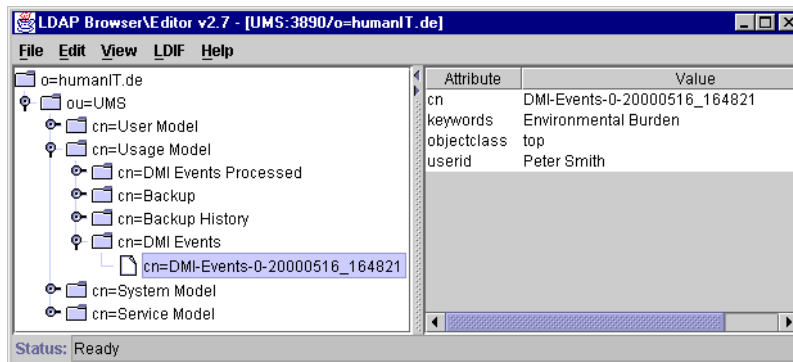 LDAP Browser\Editor v2.7 - [UMS:3890/o=humanIT.de]
File Edit View LDIF Help
o=humanIT.de
ou=UMS
cn=User Model
cn=Usage Model
cn=DMI Events Processed
cn=Backup
cn=Backup History
cn=DMI Events
cn=DMI-Events-0-20000516_164821
cn=System Model
cn=Service Model
Attribute Value
cn DMI-Events-0-20000516_164821
keywords Environmental Burden
objectclass top
userid Peter Smith
Status: Ready